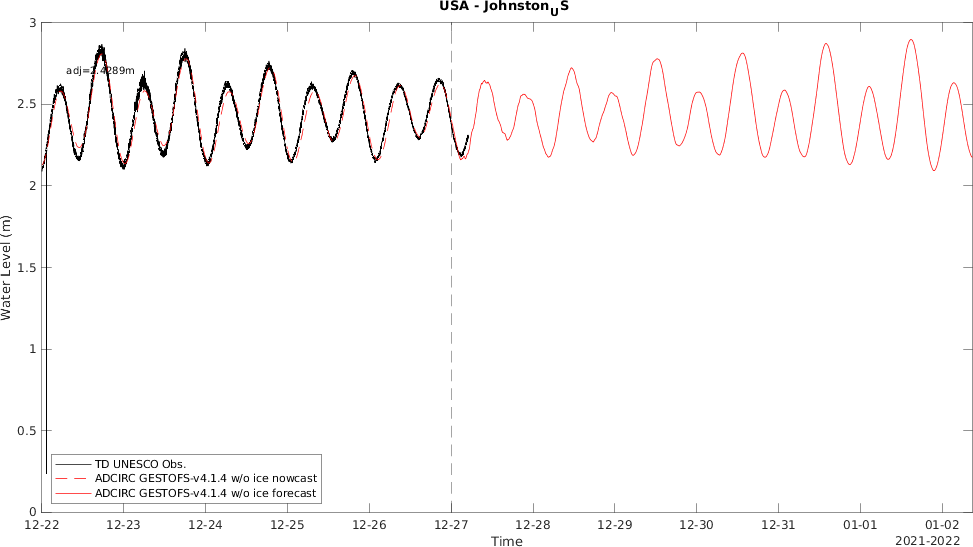 USA - JohnstonUS
3
2.5
2
1.5
1
0.5
0
Water Level (m)
adj=2.4289m
TD UNESCO Obs.
ADCIRC GESTOFS-v4.1.4 w/o ice nowcast
ADCIRC GESTOFS-v4.1.4 w/o ice forecast
12-22 12-23 12-24 12-25 12-26 12-27 12-28 12-29 12-30 12-31 01-01 01-02
Time
2021-2022